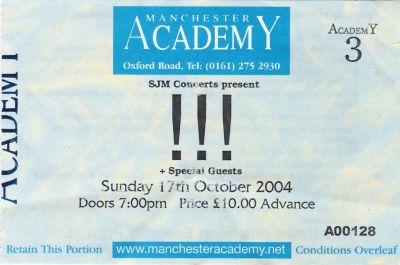 MANCHESTER
ACADEMY
Oxford Road, Tel: (0161) 275 2930
ACADEMY
3
SJM Concerts present
!!!
+ Special Guests
Sunday 17th October 2004
Doors 7:00pm Price £10.00 Advance
A00128
Retain This Portion www.manchesteracademy.net Conditions Overleaf
ACADEMY